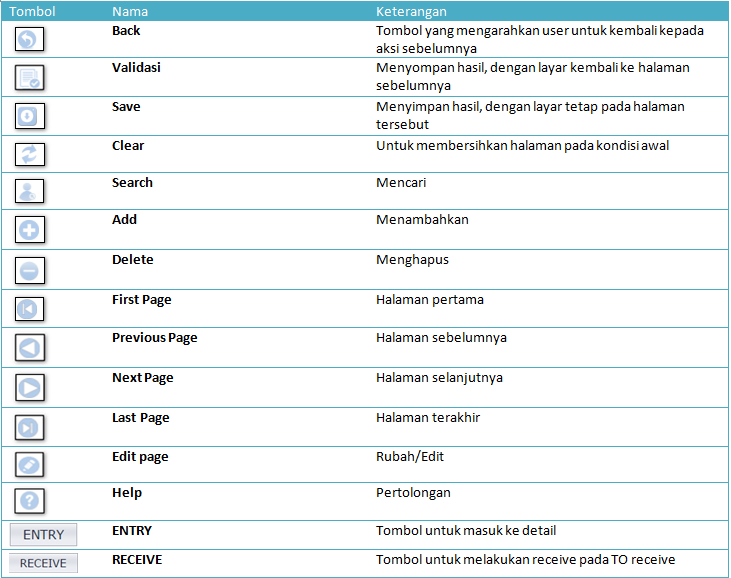 Tombol Nama Keterangan
Back Tombol yang mengarahkan user untuk kembali kepada
aksi sebelumnya
Validasi Menyompan hasil, dengan layar kembali ke halaman
sebelumnya
Save Menyimpan hasil, dengan layar tetap pada halaman
tersebut
Clear Untuk membersihkan halaman pada kondisi awal
Search Mencari
Add Menambahkan
Delete Menghapus
First Page Halaman pertama
Previous Page Halaman sebelumnya
Next Page Halaman selanjutnya
Last Page Halaman terakhir
Edit page Rubah/Edit
Help Pertolongan
ENTRY ENTRY Tombol untuk masuk ke detail
RECEIVE RECEIVE Tombol untuk melakukan receive pada TO receive